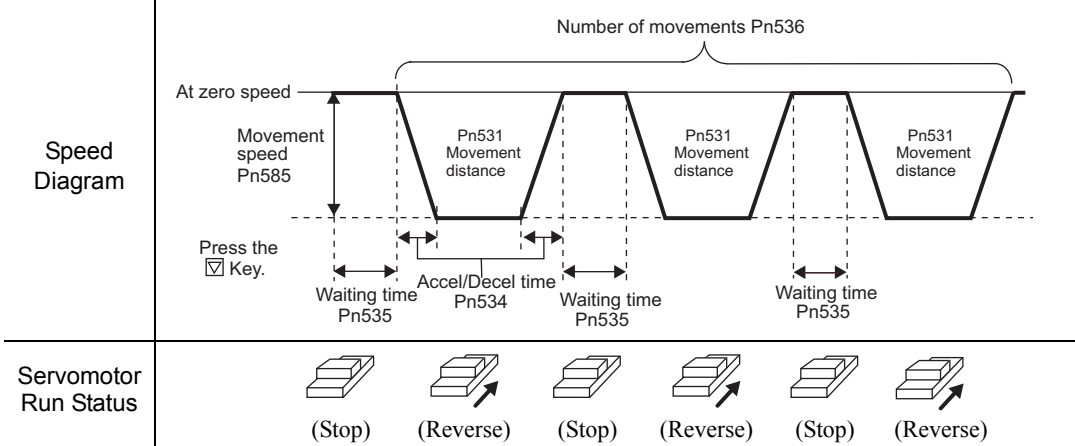 Number of movements Pn536
At zero speed
Speed
Diagram
Movement
speed
Pn585
Pn531
Movement
distance
Pn531
Movement
distance
Pn531
Movement
distance
Press the
▽ Key.
Waiting time
Pn535
Accel/Decel time
Pn534
Waiting time
Pn535
Waiting time
Pn535
Servomotor
Run Status
(Stop) (Reverse) (Stop) (Reverse) (Stop) (Reverse)